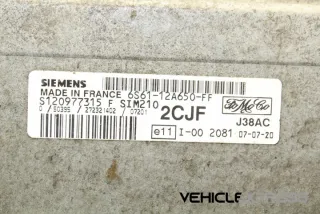 SIEMENS
MADE IN FRANCE 6S61-12A650-FF
S120977315 F SIM210
2CJF
J38AC
e11 I-00 2081 07-07-20
VEHICLE